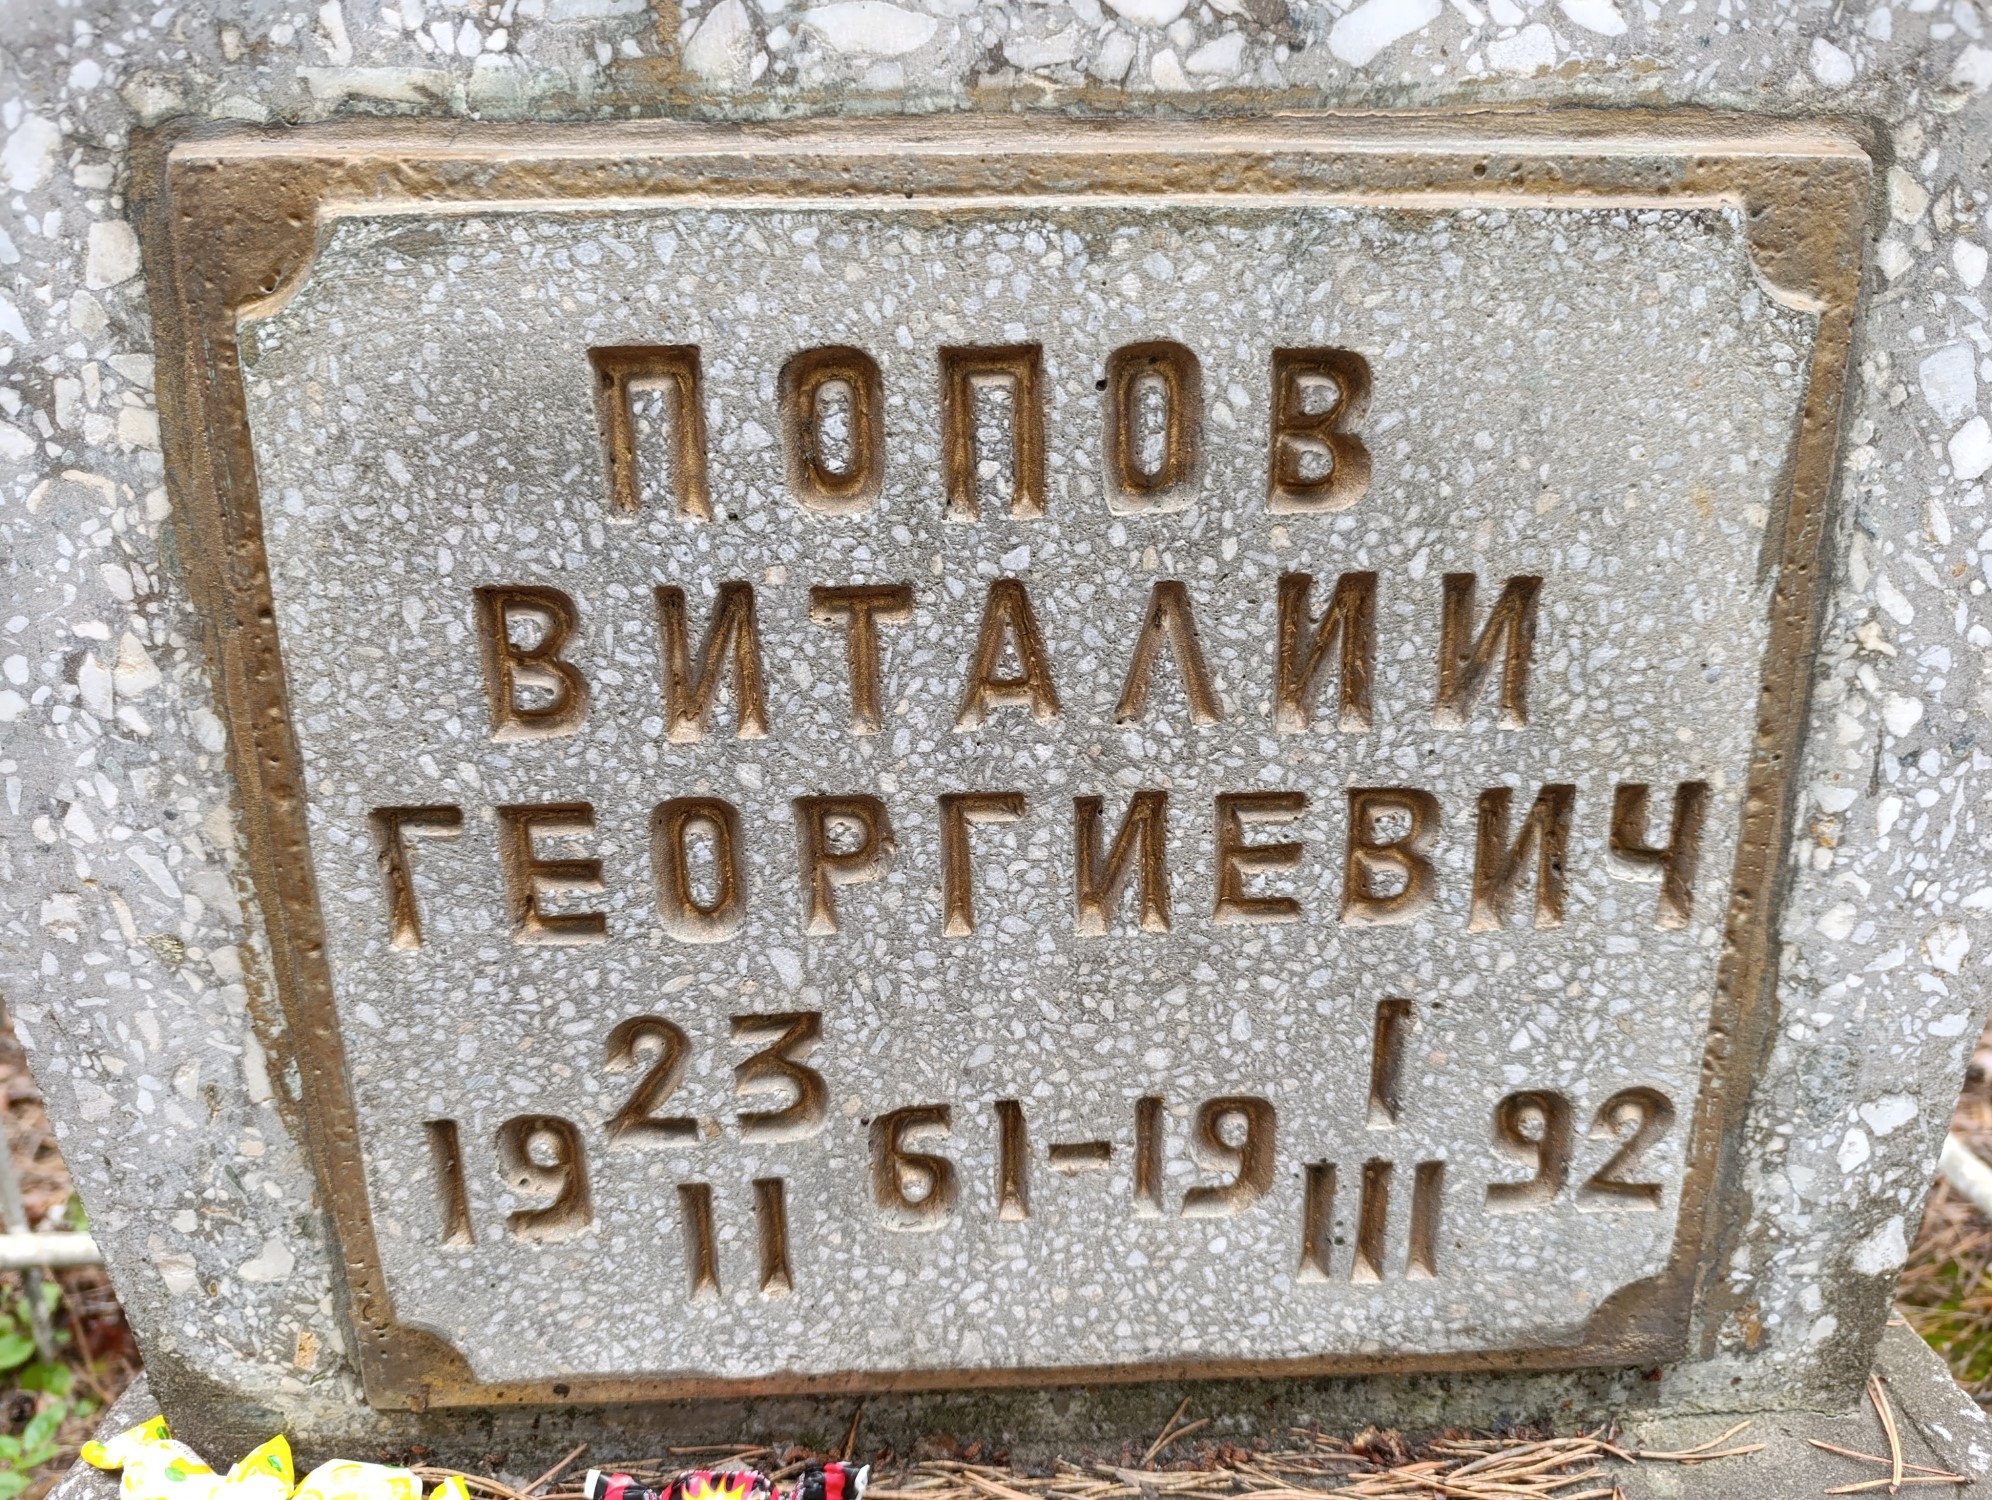 ПОПОВ
ВИТАЛИИ
ГЕОРГИЕВИЧ
19 23/II 61-19 I/III 92